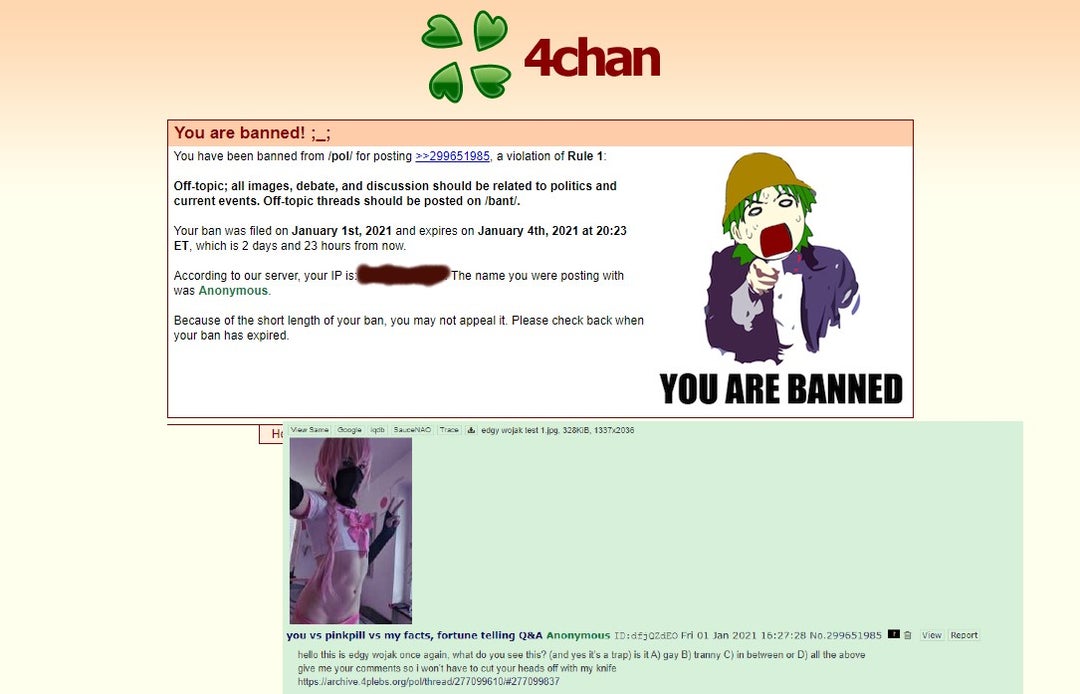 4chan
You are banned! ;_;
You have been banned from /pol/ for posting >>299651985, a violation of Rule 1:
Off-topic; all images, debate, and discussion should be related to politics and
current events. Off-topic threads should be posted on /bant/.
Your ban was filed on January 1st, 2021 and expires on January 4th, 2021 at 20:23
ET, which is 2 days and 23 hours from now.
According to our server, your IP is: The name you were posting with
was Anonymous.
Because of the short length of your ban, you may not appeal it. Please check back when
your ban has expired.
YOU ARE BANNED
View Same Google iqdb SauceNAO Trace edgy wojak test 1.jpg, 328KiB, 1337x2036
you vs pinkpill vs my facts, fortune telling Q&A Anonymous ID:dfjQZdEO Fri 01 Jan 2021 16:27:28 No.299651985 View Report
hello this is edgy wojak once again, what do you see this? (and yes it's a trap) is it A) gay B) tranny C) in between or D) all the above
give me your comments so i won't have to cut your heads off with my knife
https://archive.4plebs.org/pol/thread/277099610/#277099837